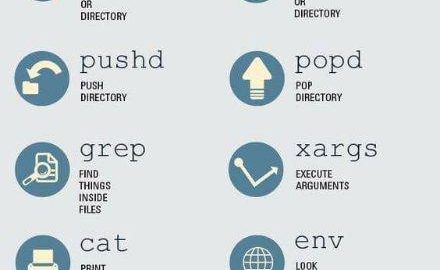 OR
DIRECTORY
OR
DIRECTORY
pushd
PUSH
DIRECTORY
popd
POP
DIRECTORY
grep
FIND
THINGS
INSIDE
FILES
xargs
EXECUTE
ARGUMENTS
cat
PRINT
env
LOOK